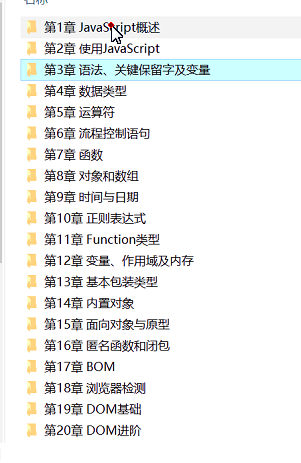 名称
第1章 JavaScript概述
第2章 使用JavaScript
第3章 语法、关键保留字及变量
第4章 数据类型
第5章 运算符
第6章 流程控制语句
第7章 函数
第8章 对象和数组
第9章 时间与日期
第10章 正则表达式
第11章 Function类型
第12章 变量、作用域及内存
第13章 基本包装类型
第14章 内置对象
第15章 面向对象与原型
第16章 匿名函数和闭包
第17章 BOM
第18章 浏览器检测
第19章 DOM基础
第20章 DOM进阶